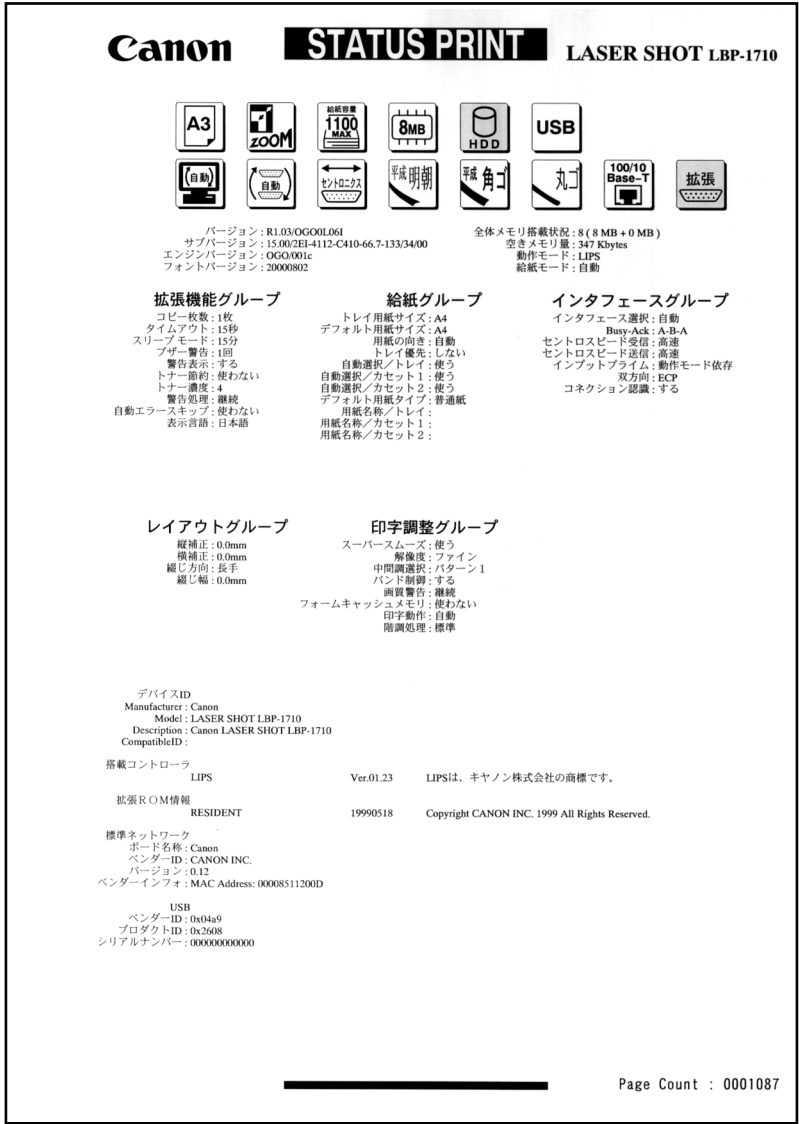 Canon STATUS PRINT LASER SHOT LBP-1710
A3 ZOOM 給紙容量 1100 MAX 8MB HDD USB
自動 自動 セントロニクス 平成 明朝 平成 角ゴ 丸ゴ 100/10 Base-T 拡張
バージョン : R1.03/OGO0L06I
サブバージョン : 15.00/2EI-4112-C410-66.7-133/34/00
エンジンバージョン : OGO/001c
フォントバージョン : 20000802
全体メモリ搭載状況 : 8 ( 8 MB + 0 MB )
空きメモリ量 : 347 Kbytes
動作モード : LIPS
給紙モード : 自動
拡張機能グループ
コピー枚数 : 1枚
タイムアウト : 15秒
スリープモード : 15分
ブザー警告 : 1回
警告表示 : する
トナー節約 : 使わない
トナー濃度 : 4
警告処理 : 継続
自動エラースキップ : 使わない
表示言語 : 日本語
給紙グループ
トレイ用紙サイズ : A4
デフォルト用紙サイズ : A4
用紙の向き : 自動
トレイ優先 : しない
自動選択／トレイ : 使う
自動選択／カセット１ : 使う
自動選択／カセット２ : 使う
デフォルト用紙タイプ : 普通紙
用紙名称／トレイ :
用紙名称／カセット１ :
用紙名称／カセット２ :
インタフェースグループ
インタフェース選択 : 自動
Busy-Ack : A-B-A
セントロスピード受信 : 高速
セントロスピード送信 : 高速
インプットプライム : 動作モード依存
双方向 : ECP
コネクション認識 : する
レイアウトグループ
縦補正 : 0.0mm
横補正 : 0.0mm
綴じ方向 : 長手
綴じ幅 : 0.0mm
印字調整グループ
スーパースムーズ : 使う
解像度 : ファイン
中間調選択 : パターン１
バンド制御 : する
画質警告 : 継続
フォームキャッシュメモリ : 使わない
印字動作 : 自動
階調処理 : 標準
デバイスID
Manufacturer : Canon
Model : LASER SHOT LBP-1710
Description : Canon LASER SHOT LBP-1710
CompatibleID :
搭載コントローラ
LIPS Ver.01.23 LIPSは、キヤノン株式会社の商標です。
拡張ＲＯＭ情報
RESIDENT 19990518 Copyright CANON INC. 1999 All Rights Reserved.
標準ネットワーク
ボード名称 : Canon
ベンダーID : CANON INC.
バージョン : 0.12
ベンダーインフォ : MAC Address: 00008511200D
USB
ベンダーID : 0x04a9
プロダクトID : 0x2608
シリアルナンバー : 000000000000
Page Count : 0001087